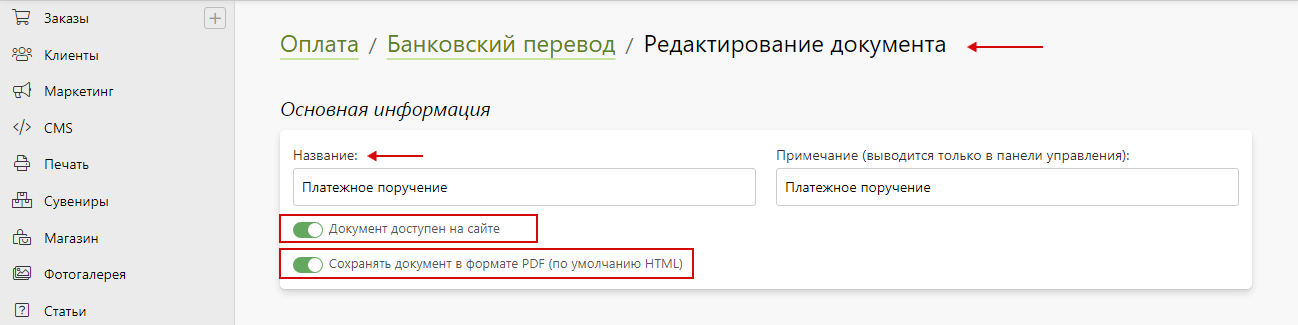 Заказы
Клиенты
Маркетинг
CMS
Печать
Сувениры
Магазин
Фотогалерея
Статьи
Оплата / Банковский перевод / Редактирование документа
Основная информация
Название:
Платежное поручение
Примечание (выводится только в панели управления):
Платежное поручение
Документ доступен на сайте
Сохранять документ в формате PDF (по умолчанию HTML)